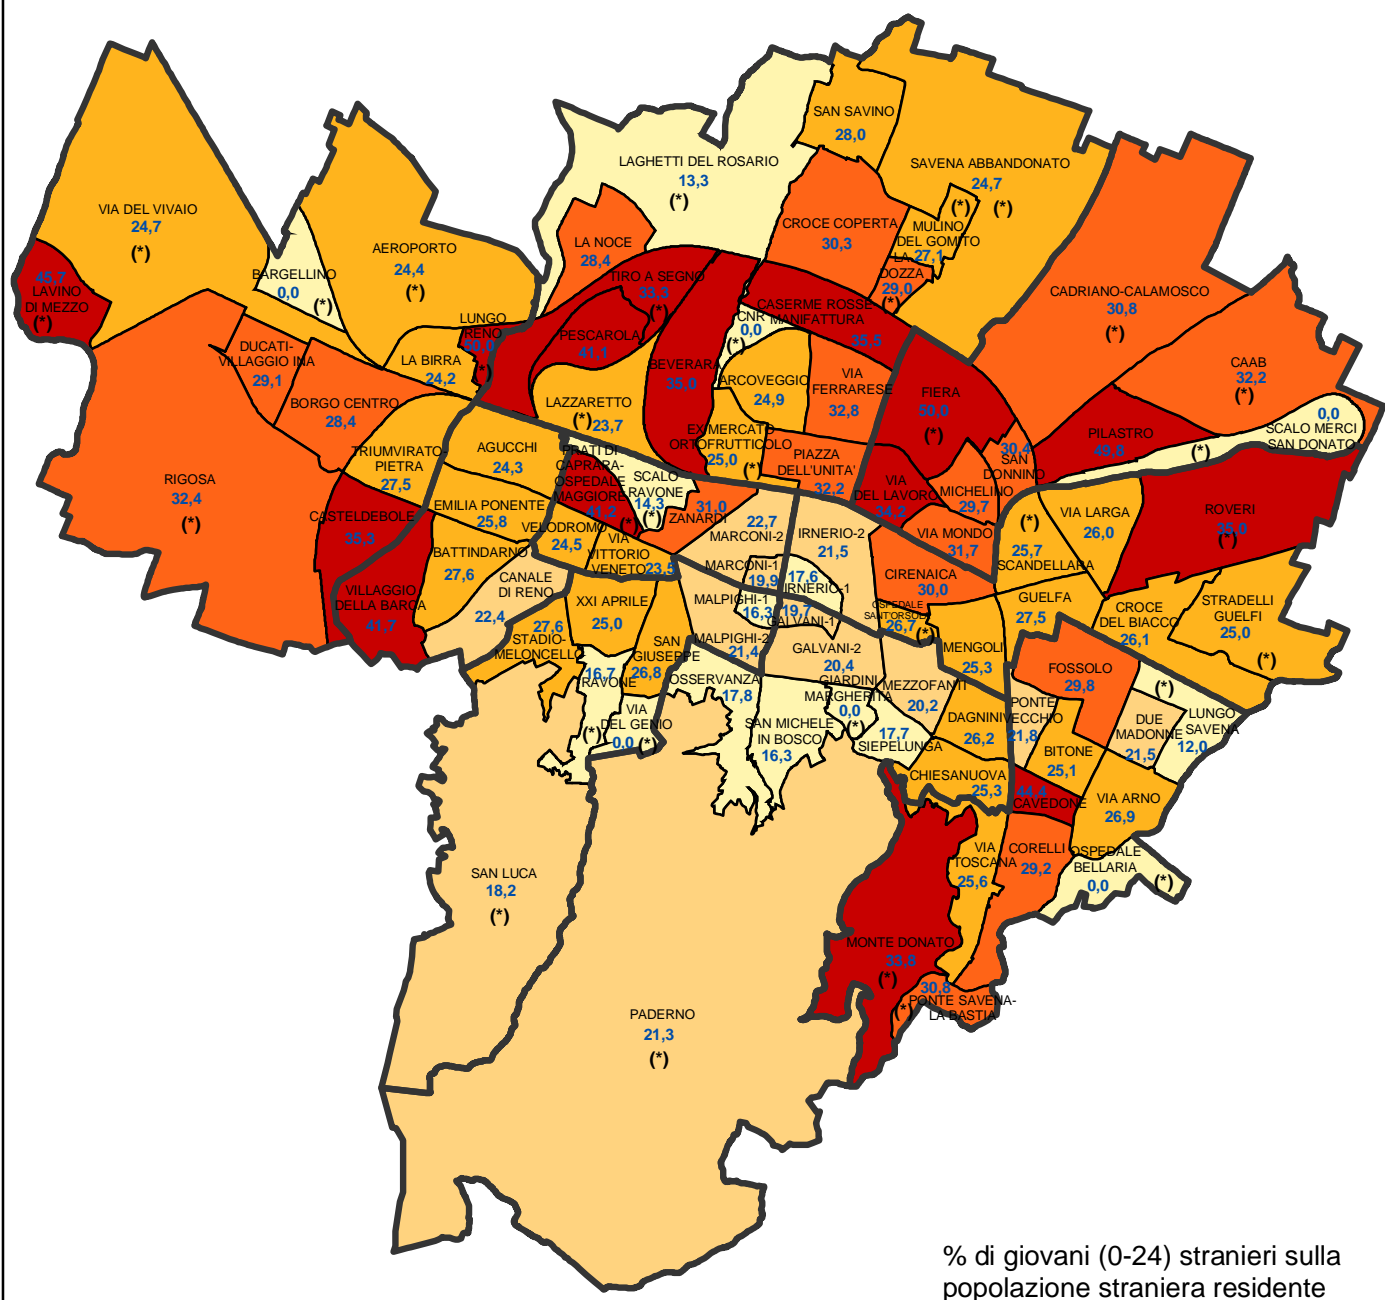 SAN SAVINO
28,0
LAGHETTI DEL ROSARIO
13,3
(*)
SAVENA ABBANDONATO
24,7
(*)
(*)
VIA DEL VIVAIO
24,7
(*)
AEROPORTO
24,4
(*)
BARGELLINO
0,0
(*)
LA NOCE
28,4
CROCE COPERTA
30,3
MULINO
DEL GOMITO
27,1
LA
DOZZA
29,0
(*)
45,7
LAVINO
DI MEZZO
(*)
TIRO A SEGNO
33,3
(*)
CADRIANO-CALAMOSCO
30,8
(*)
CASERME ROSSE-
MANIFATTURA
35,5
CNR
0,0
(*)
LUNGO
RENO
50,0
(*)
PESCAROLA
41,1
BEVERARA
35,0
DUCATI-
VILLAGGIO INA
29,1
LA BIRRA
24,2
ARCOVEGGIO
24,9
VIA
FERRARESE
32,8
FIERA
50,0
(*)
CAAB
32,2
(*)
BORGO CENTRO
28,4
LAZZARETTO
(*)
23,7
0,0
SCALO MERCI
SAN DONATO
(*)
EX MERCATO
ORTOFRUTTICOLO
25,0
(*)
PILASTRO
49,8
30,4
SAN
DONNINO
TRIUMVIRATO-
PIETRA
27,5
AGUCCHI
24,3
PRATI DI
CAPRARA-
OSPEDALE
MAGGIORE
41,2
(*)
SCALO
RAVONE
14,3
(*)
PIAZZA
DELL'UNITA'
32,2
RIGOSA
32,4
(*)
VIA
DEL LAVORO
34,2
MICHELINO
29,7
EMILIA PONENTE
25,8
31,0
ZANARDI
CASTELDEBOLE
35,3
VIA LARGA
26,0
ROVERI
35,0
(*)
(*)
25,7
SCANDELLARA
VELODROMO
24,5
VIA
VITTORIO
VENETO
23,5
22,7
MARCONI-2
IRNERIO-2
21,5
VIA MONDO
31,7
BATTINDARNO
27,6
MARCONI-1
19,9
17,6
IRNERIO-1
CIRENAICA
30,0
CANALE
DI RENO
22,4
VILLAGGIO
DELLA BARCA
41,7
XXI APRILE
25,0
MALPIGHI-1
16,3
19,7
GALVANI-1
OSPEDALE
SANT'ORSOLA
26,7
(*)
GUELFA
27,5
CROCE
DEL BIACCO
26,1
STRADELLI
GUELFI
25,0
(*)
27,6
STADIO-
MELONCELLO
SAN
GIUSEPPE
26,8
MALPIGHI-2
21,4
GALVANI-2
20,4
MENGOLI
25,3
FOSSOLO
29,8
16,7
RAVONE
(*)
OSSERVANZA
17,8
GIARDINI
MARGHERITA
0,0
(*)
MEZZOFANTI
20,2
(*)
VIA
DEL GENIO
0,0
(*)
SAN MICHELE
IN BOSCO
16,3
17,7
SIEPELUNGA
DAGNINI
26,2
PONTE
VECCHIO
21,8
BITONE
25,1
DUE
MADONNE
21,5
LUNGO
SAVENA
12,0
CHIESANUOVA
25,3
44,4
CAVEDONE
VIA ARNO
26,9
VIA
TOSCANA
25,6
CORELLI
29,2
OSPEDALE
BELLARIA
0,0
(*)
SAN LUCA
18,2
(*)
MONTE DONATO
33,8
(*)
30,8
PONTE SAVENA-
LA BASTIA
(*)
PADERNO
21,3
(*)
% di giovani (0-24) stranieri sulla
popolazione straniera residente